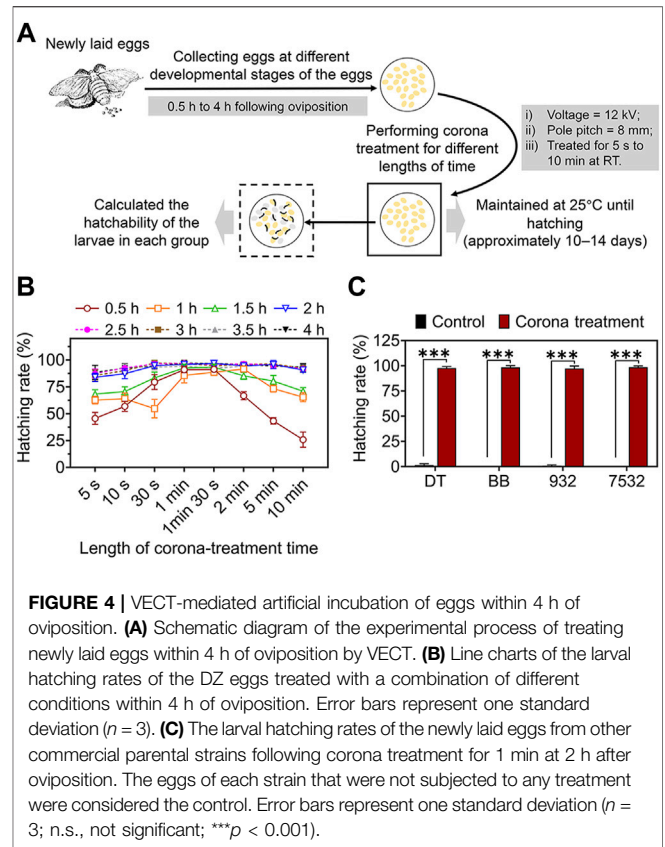 A
Newly laid eggs
Collecting eggs at different
developmental stages of the eggs
0.5 h to 4 h following oviposition
Performing corona
treatment for different
lengths of time
i) Voltage = 12 kV;
ii) Pole pitch = 8 mm;
iii) Treated for 5 s to
10 min at RT.
Calculated the
hatchability of the
larvae in each group
Maintained at 25°C until
hatching
(approximately 10–14 days)
B
0.5 h 1 h 1.5 h 2 h
2.5 h 3 h 3.5 h 4 h
Hatching rate (%)
100
75
50
25
0
5 s 10 s 30 s 1 min 1min 30 s 2 min 5 min 10 min
Length of corona-treatment time
C
Control Corona treatment
Hatching rate (%)
125
100
75
50
25
0
*** *** *** ***
DT BB 932 7532
FIGURE 4 | VECT-mediated artificial incubation of eggs within 4 h of
oviposition. (A) Schematic diagram of the experimental process of treating
newly laid eggs within 4 h of oviposition by VECT. (B) Line charts of the larval
hatching rates of the DZ eggs treated with a combination of different
conditions within 4 h of oviposition. Error bars represent one standard
deviation (n = 3). (C) The larval hatching rates of the newly laid eggs from other
commercial parental strains following corona treatment for 1 min at 2 h after
oviposition. The eggs of each strain that were not subjected to any treatment
were considered the control. Error bars represent one standard deviation (n =
3; n.s., not significant; ***p < 0.001).